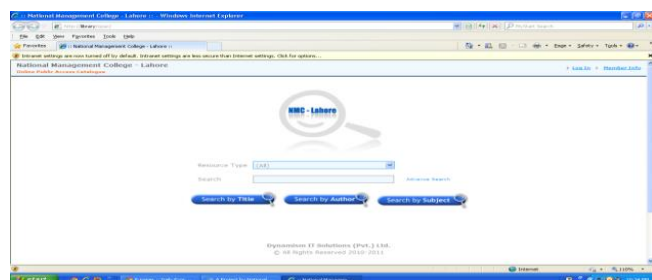 :: National Management College - Lahore :: - Windows Internet Explorer
File Edit View Favorites Tools Help
Favorites :: National Management College - Lahore ::
Page Safety Tools
Intranet settings are now turned off by default. Intranet settings are less secure than Internet settings. Click for options...
National Management College - Lahore
Online Public Access Catalogue
Log In Member Info
NMC - Lahore
Resource Type (All)
Search Advance Search
Search by Title Search by Author Search by Subject
Dynamism IT Solutions (Pvt.) Ltd.
© All Rights Reserved 2010-2011
Internet 110%
start